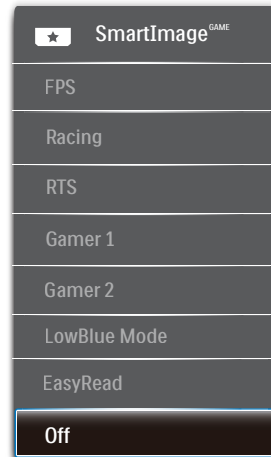 SmartImage GAME
FPS
Racing
RTS
Gamer 1
Gamer 2
LowBlue Mode
EasyRead
Off